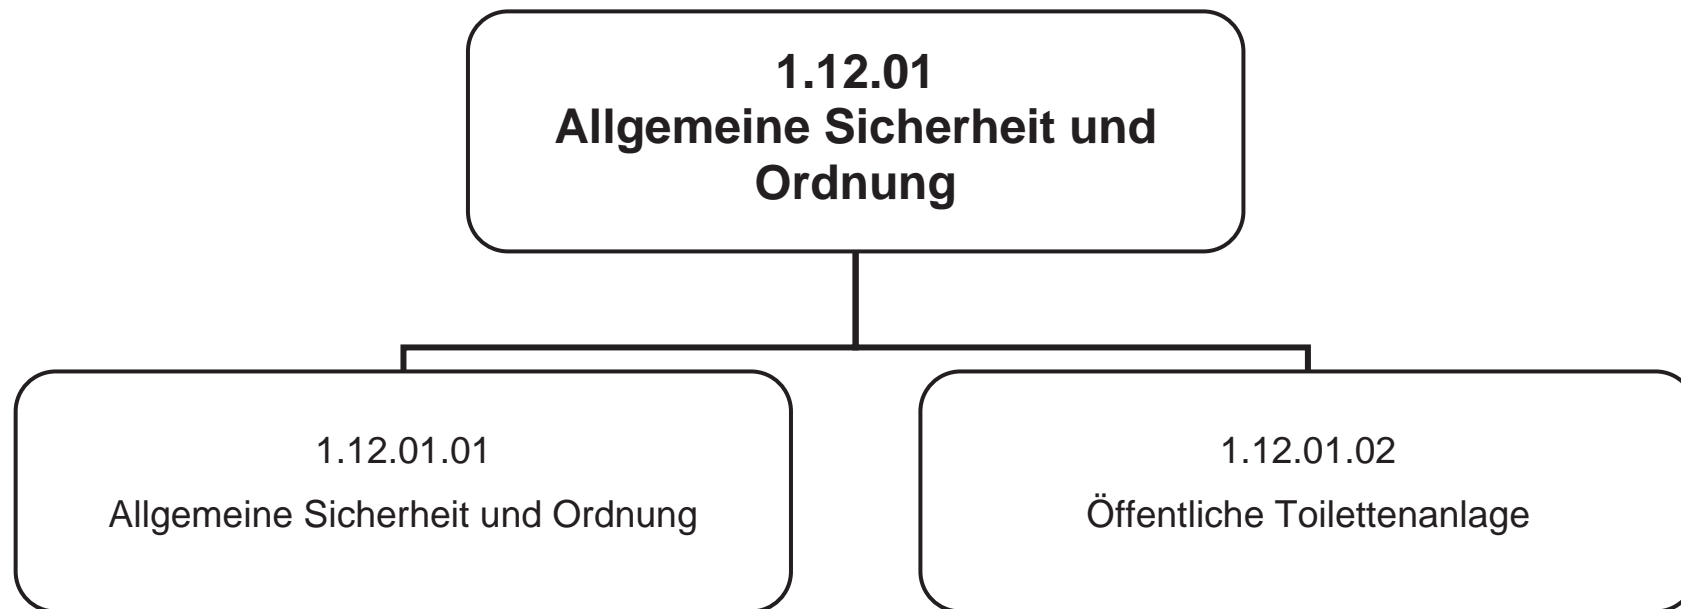 1.12.01
Allgemeine Sicherheit und
Ordnung
1.12.01.01
Allgemeine Sicherheit und Ordnung
1.12.01.02
Öffentliche Toilettenanlage